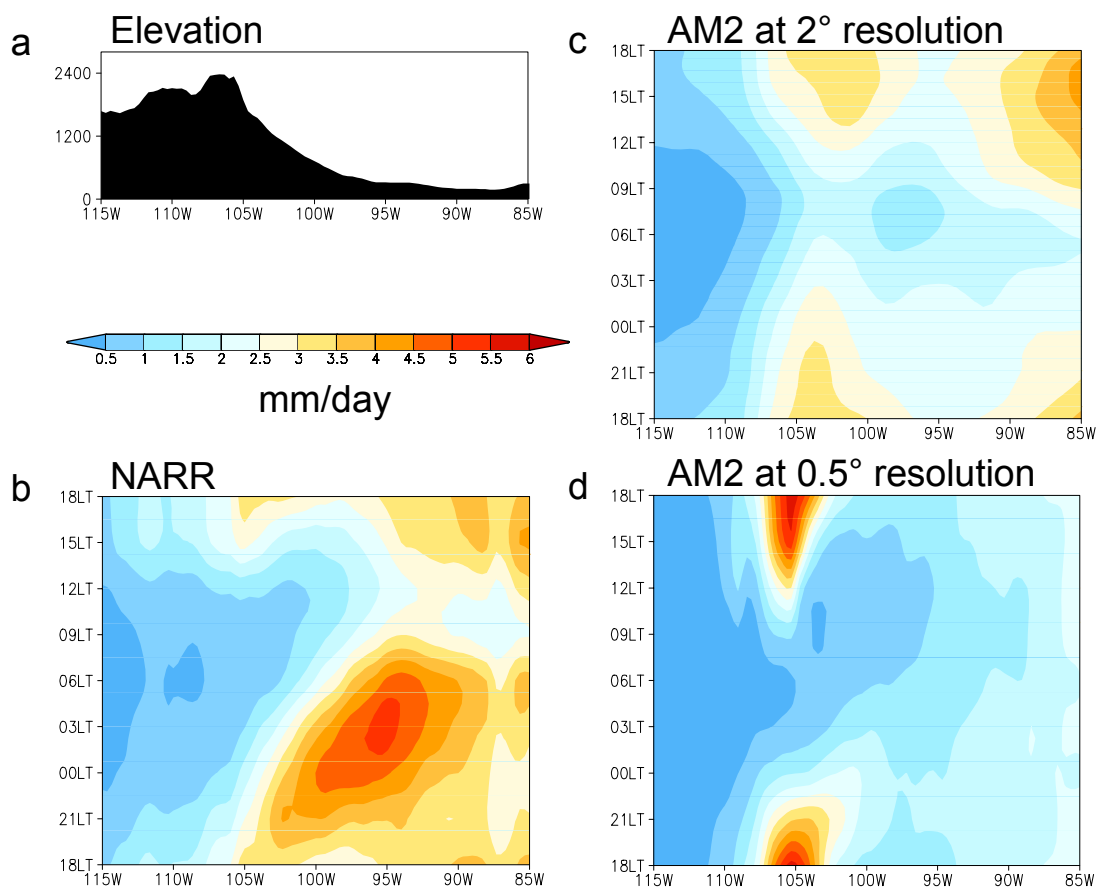 a
Elevation
2400
1200
0
115W 110W 105W 100W 95W 90W 85W
0.5 1 1.5 2 2.5 3 3.5 4 4.5 5 5.5 6
mm/day
b
NARR
18LT
15LT
12LT
09LT
06LT
03LT
00LT
21LT
18LT
115W 110W 105W 100W 95W 90W 85W
c
AM2 at 2° resolution
18LT
15LT
12LT
09LT
06LT
03LT
00LT
21LT
18LT
115W 110W 105W 100W 95W 90W 85W
d
AM2 at 0.5° resolution
18LT
15LT
12LT
09LT
06LT
03LT
00LT
21LT
18LT
115W 110W 105W 100W 95W 90W 85W